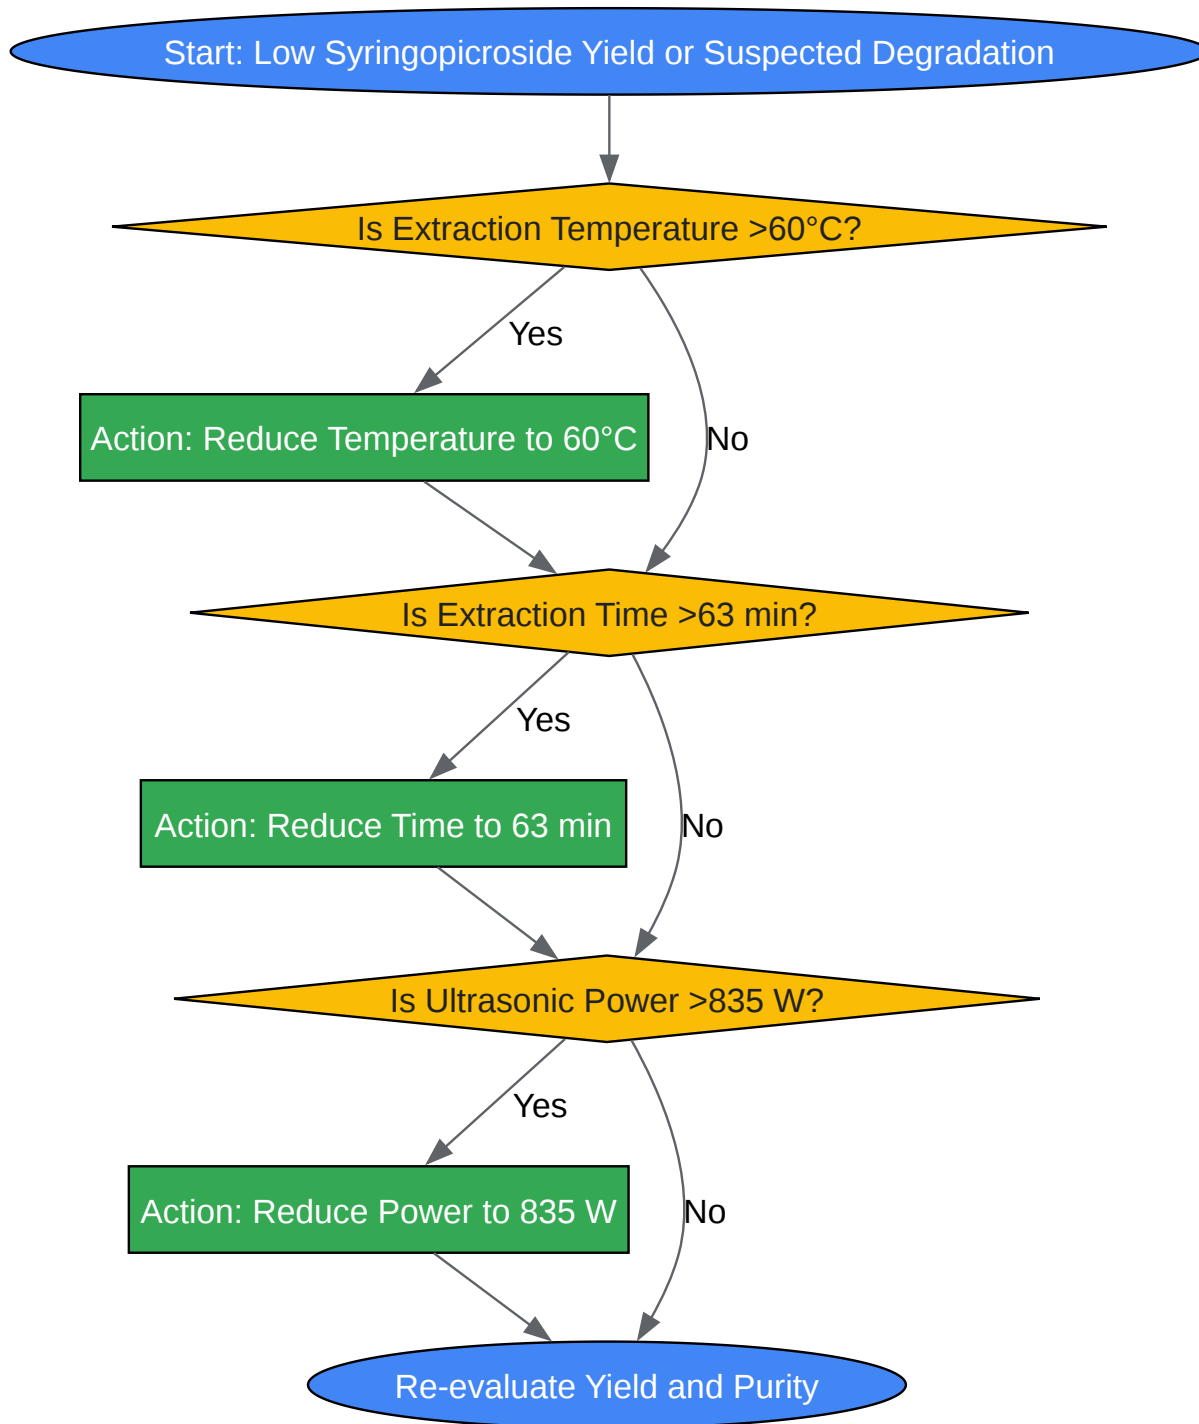 Start: Low Syringopicroside Yield or Suspected Degradation
Is Extraction Temperature >60°C?
Yes
Action: Reduce Temperature to 60°C
No
Is Extraction Time >63 min?
Yes
Action: Reduce Time to 63 min
No
Is Ultrasonic Power >835 W?
Yes
Action: Reduce Power to 835 W
No
Re-evaluate Yield and Purity